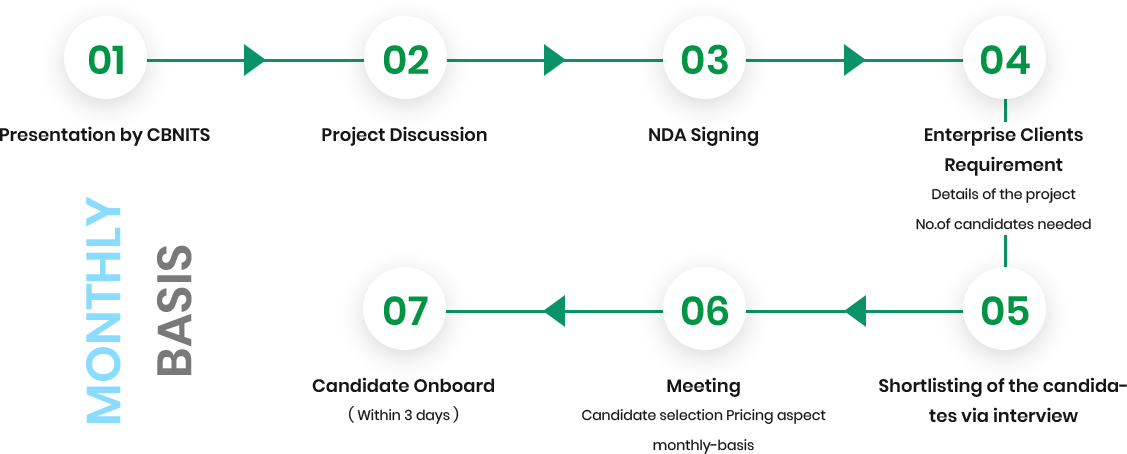 01
02
03
04
Presentation by CBNITS
Project Discussion
NDA Signing
Enterprise Clients
Requirement
Details of the project
No.of candidates needed
MONTHLY
BASIS
07
06
05
Candidate Onboard
( Within 3 days )
Meeting
Candidate selection Pricing aspect
monthly-basis
Shortlisting of the candida-
tes via interview